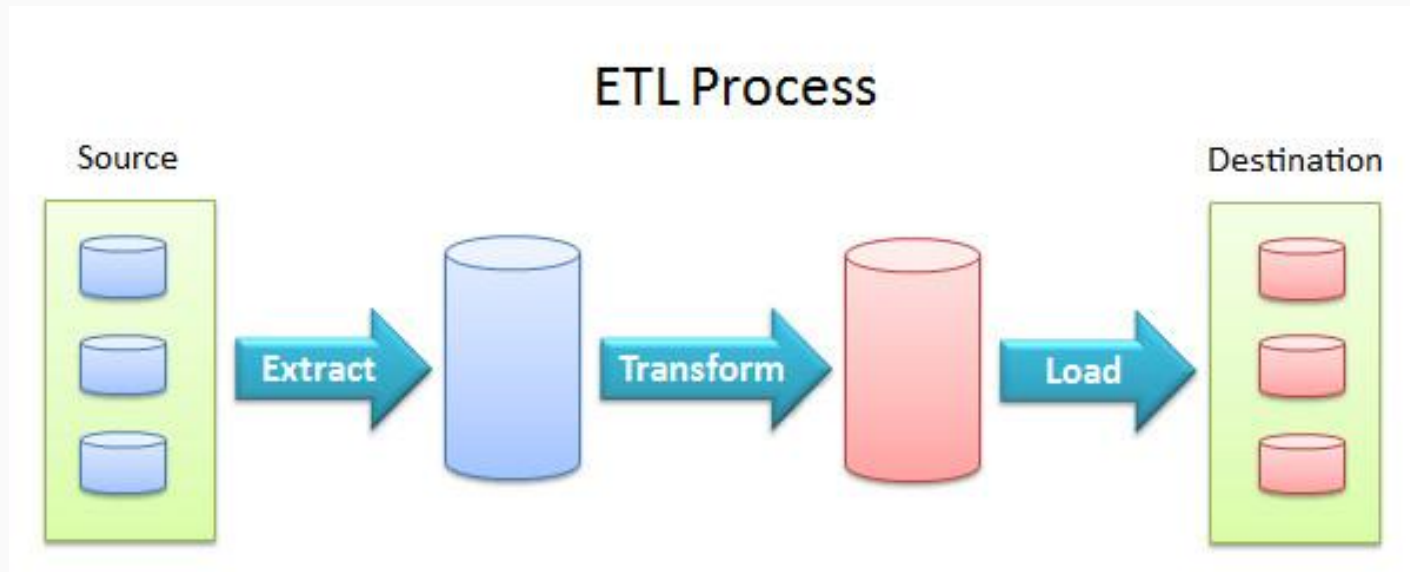 ETL Process
Source
Destination
Extract
Transform
Load